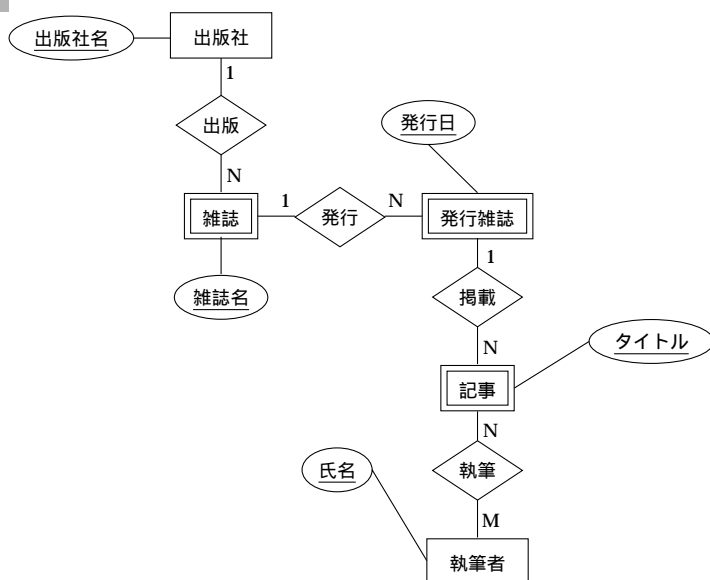 出版社名
出版社
1
出版
N
発行日
雑誌
1
発行
N
発行雑誌
1
雑誌名
掲載
N
タイトル
記事
N
氏名
執筆
M
執筆者